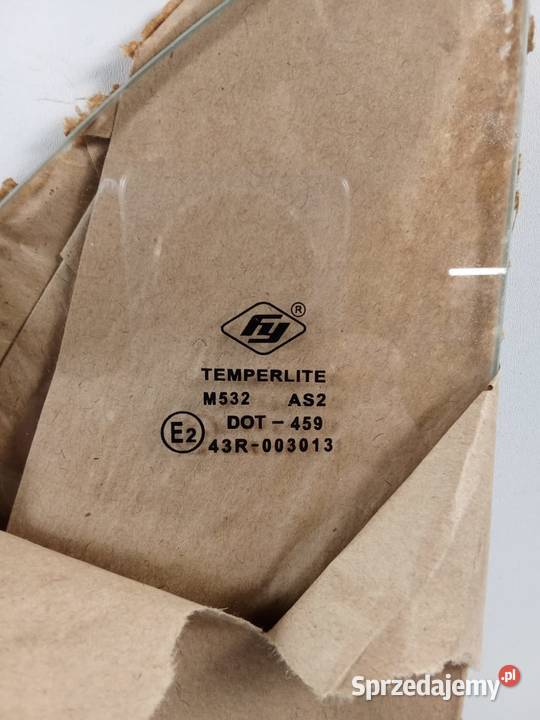 FY ®
TEMPERLITE
M532 AS2
DOT - 459
E2 43R-003013
Sprzedajemy.pl